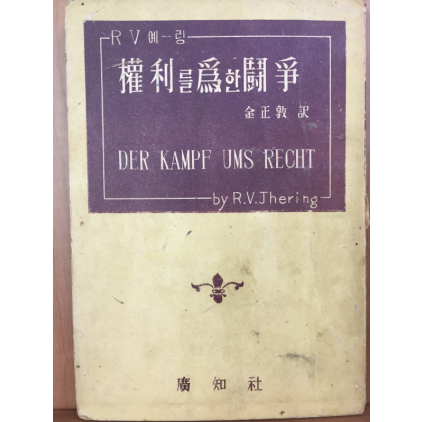 R V 예-링
權利를 爲한 鬪爭
金正敦 訳
DER KAMPF UMS RECHT
by R.V.Jhering
廣知社